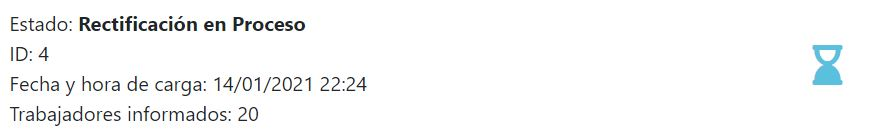 Estado: Rectificación en Proceso
ID: 4
Fecha y hora de carga: 14/01/2021 22:24
Trabajadores informados: 20